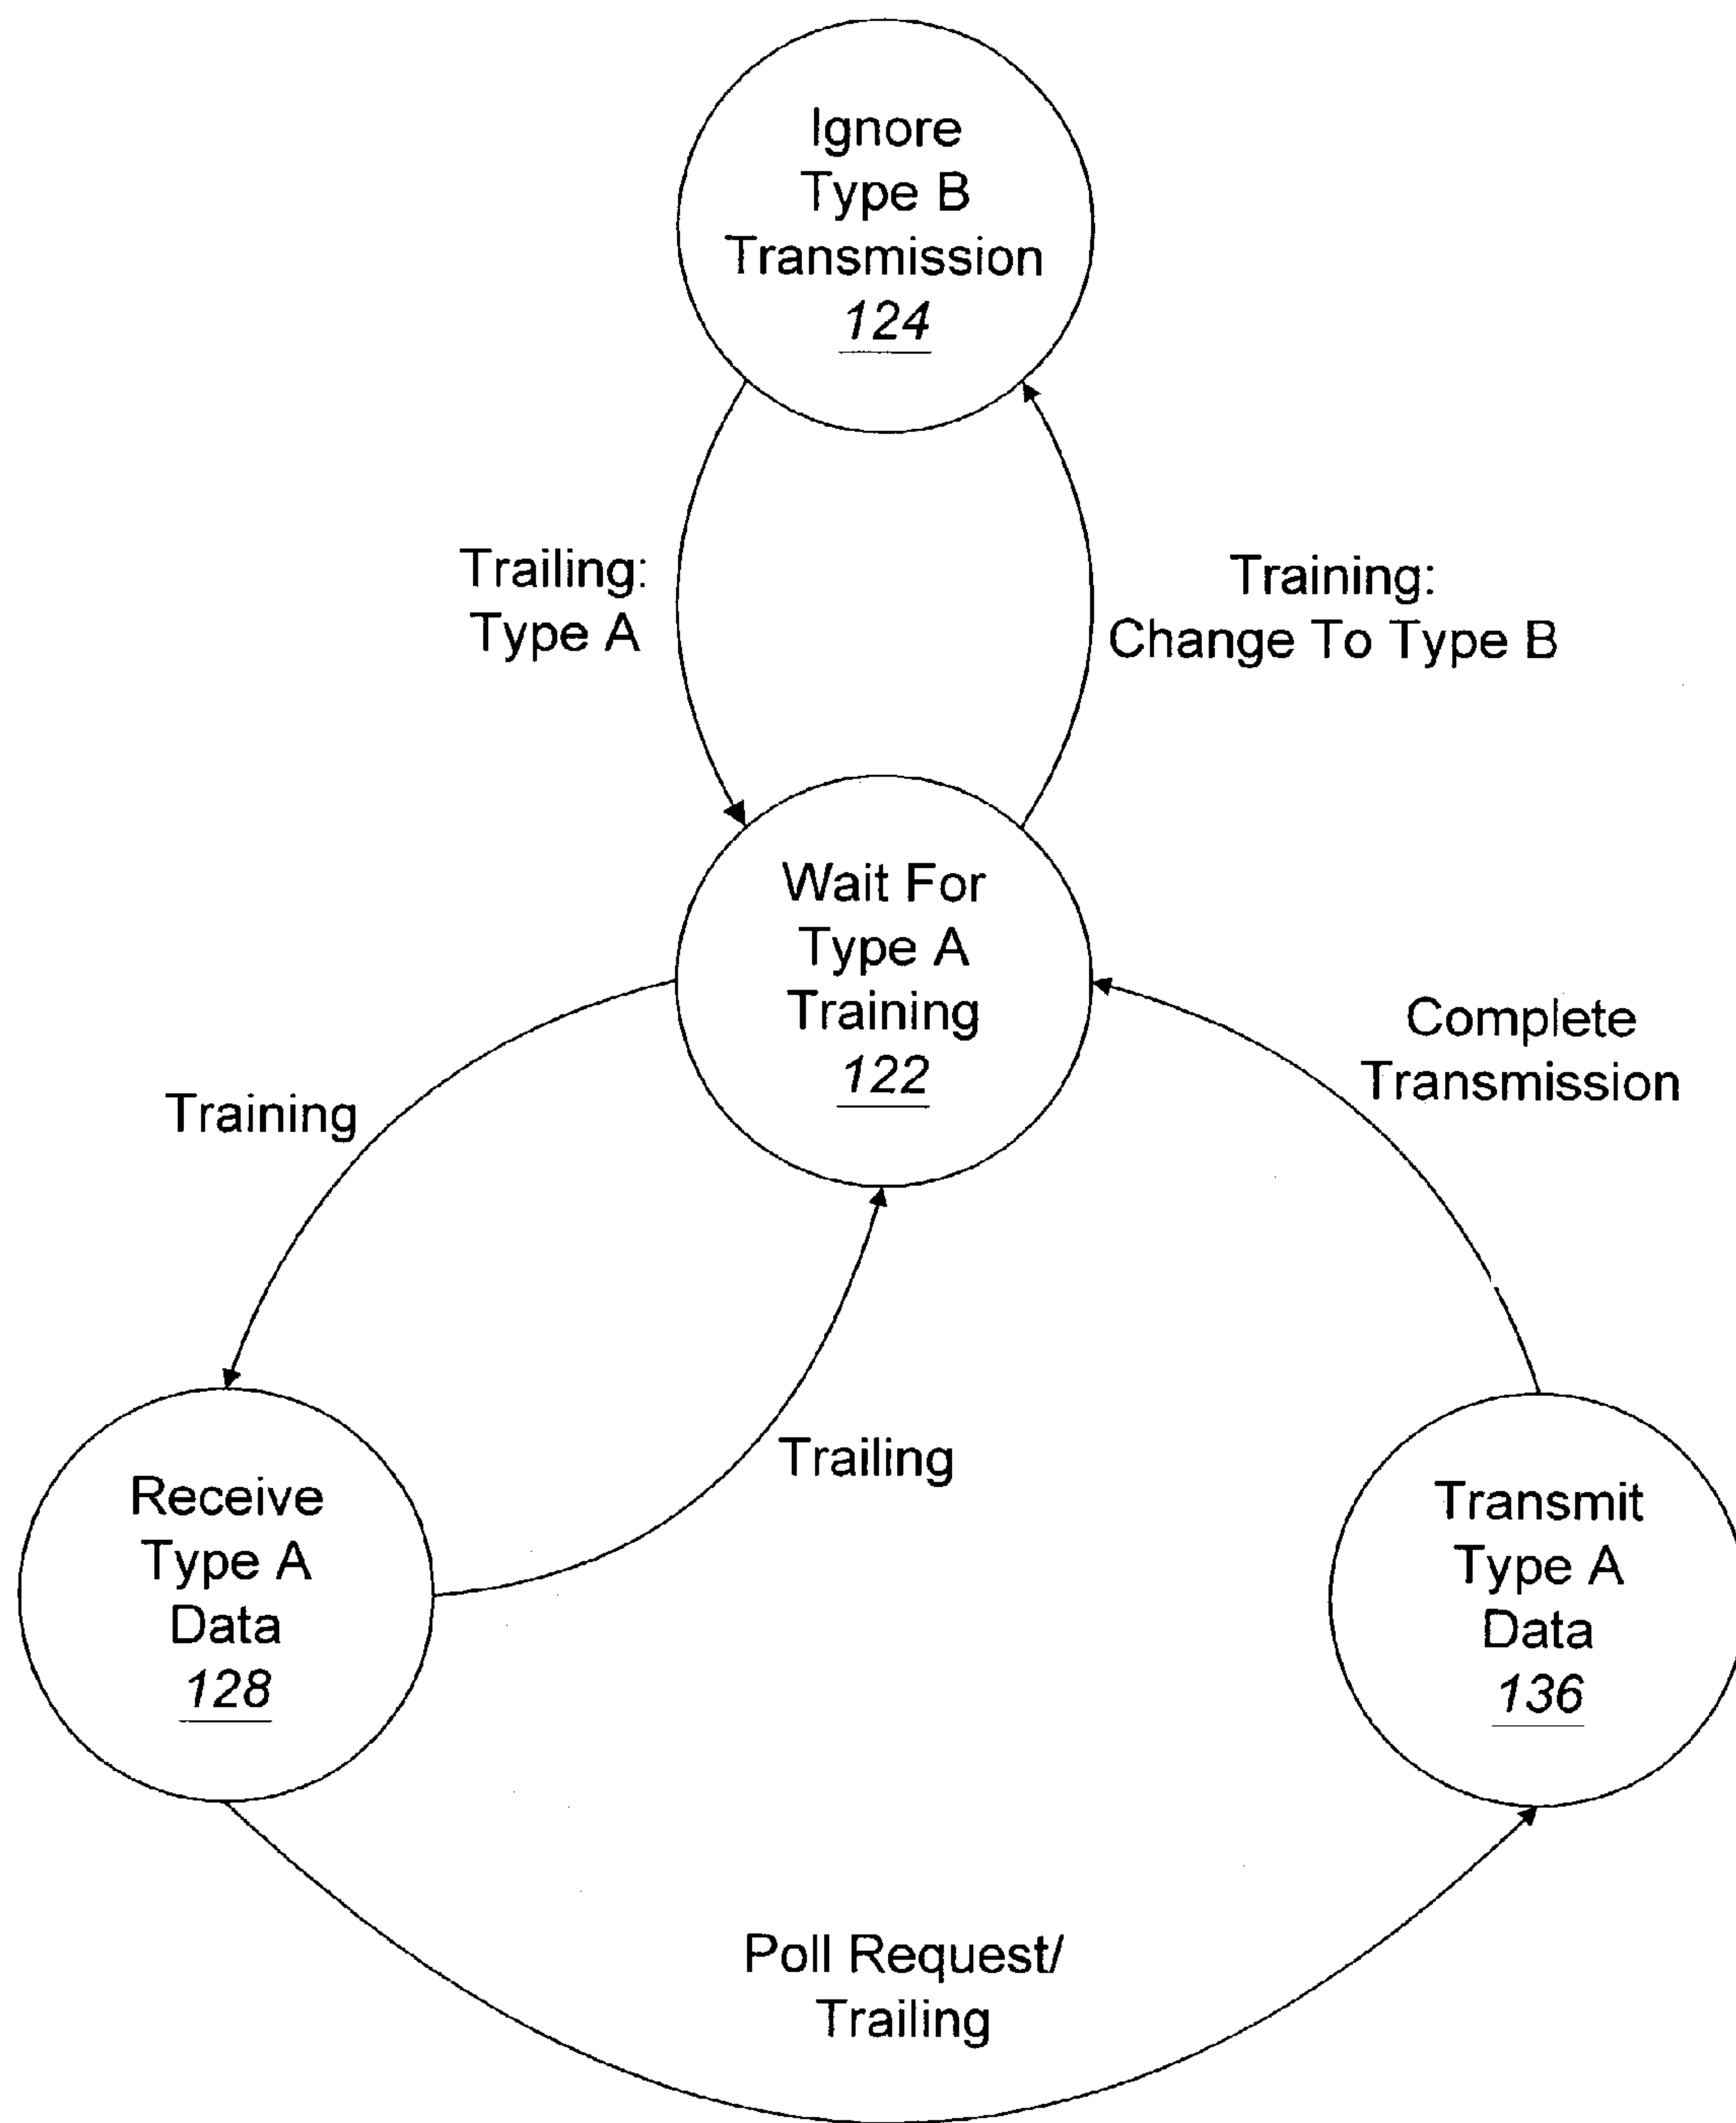 Ignore
Type B
Transmission
124
Trailing:
Type A
Training:
Change To Type B
Wait For
Type A
Training
122
Complete
Transmission
Training
Trailing
Receive
Type A
Data
128
Transmit
Type A
Data
136
Poll Request/
Trailing